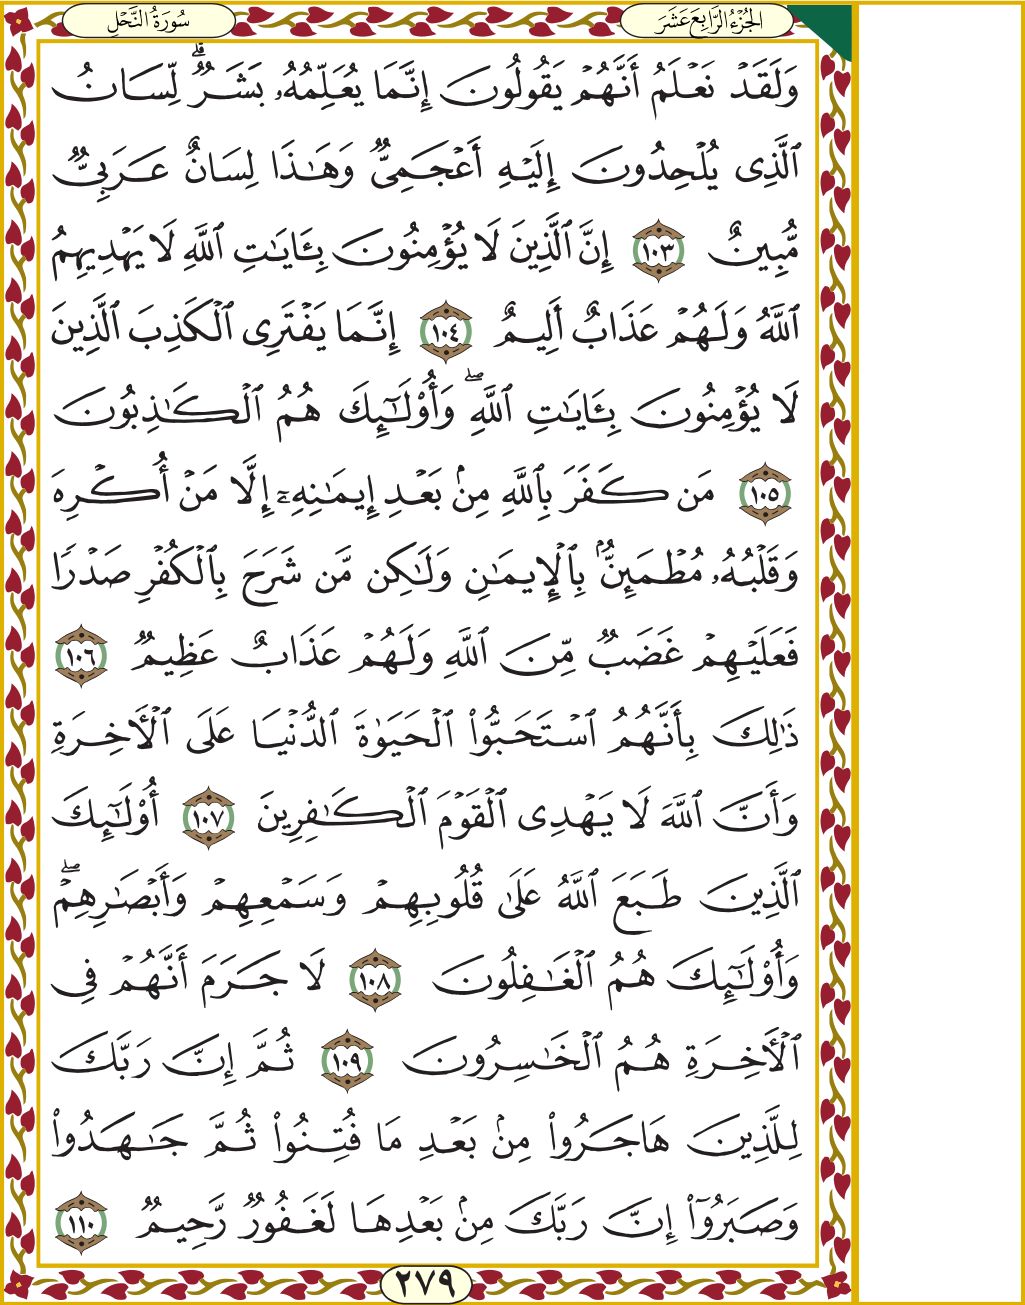 الجُزْءُ الرَّابِعَ عَشَرَ
سُورَةُ النَّحْلِ
وَلَقَدْ نَعْلَمُ أَنَّهُمْ يَقُولُونَ إِنَّمَا يُعَلِّمُهُۥ بَشَرٌۗ لِّسَانُ
ٱلَّذِى يُلْحِدُونَ إِلَيْهِ أَعْجَمِىٌّ وَهَٰذَا لِسَانٌ عَرَبِىٌّ
مُّبِينٌ ١٠٣ إِنَّ ٱلَّذِينَ لَا يُؤْمِنُونَ بِـَٔايَٰتِ ٱللَّهِ لَا يَهْدِيهِمُ
ٱللَّهُ وَلَهُمْ عَذَابٌ أَلِيمٌ ١٠٤ إِنَّمَا يَفْتَرِى ٱلْكَذِبَ ٱلَّذِينَ
لَا يُؤْمِنُونَ بِـَٔايَٰتِ ٱللَّهِۖ وَأُو۟لَٰٓئِكَ هُمُ ٱلْكَٰذِبُونَ
١٠٥ مَن كَفَرَ بِٱللَّهِ مِنۢ بَعْدِ إِيمَٰنِهِۦٓ إِلَّا مَنْ أُكْرِهَ
وَقَلْبُهُۥ مُطْمَئِنٌّۢ بِٱلْإِيمَٰنِ وَلَٰكِن مَّن شَرَحَ بِٱلْكُفْرِ صَدْرًا
فَعَلَيْهِمْ غَضَبٌ مِّنَ ٱللَّهِ وَلَهُمْ عَذَابٌ عَظِيمٌ ١٠٦
ذَٰلِكَ بِأَنَّهُمُ ٱسْتَحَبُّوا۟ ٱلْحَيَوٰةَ ٱلدُّنْيَا عَلَى ٱلْـَٔاخِرَةِ
وَأَنَّ ٱللَّهَ لَا يَهْدِى ٱلْقَوْمَ ٱلْكَٰفِرِينَ ١٠٧ أُو۟لَٰٓئِكَ
ٱلَّذِينَ طَبَعَ ٱللَّهُ عَلَىٰ قُلُوبِهِمْ وَسَمْعِهِمْ وَأَبْصَٰرِهِمْۖ
وَأُو۟لَٰٓئِكَ هُمُ ٱلْغَٰفِلُونَ ١٠٨ لَا جَرَمَ أَنَّهُمْ فِى
ٱلْـَٔاخِرَةِ هُمُ ٱلْخَٰسِرُونَ ١٠٩ ثُمَّ إِنَّ رَبَّكَ
لِلَّذِينَ هَاجَرُوا۟ مِنۢ بَعْدِ مَا فُتِنُوا۟ ثُمَّ جَٰهَدُوا۟
وَصَبَرُوٓا۟ إِنَّ رَبَّكَ مِنۢ بَعْدِهَا لَغَفُورٌ رَّحِيمٌ ١١٠
٢٧٩